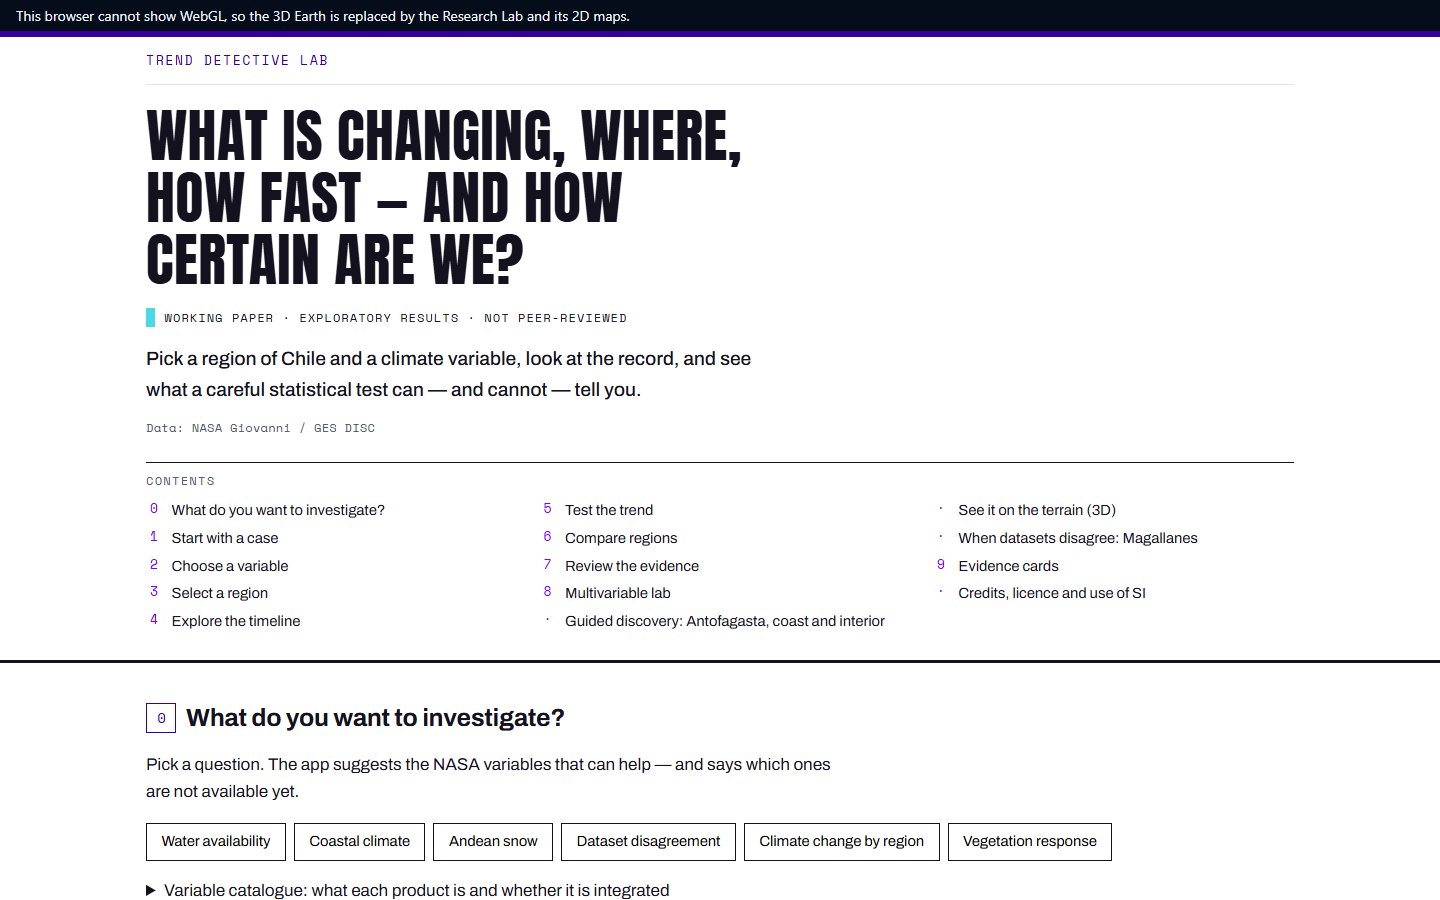 This browser cannot show WebGL, so the 3D Earth is replaced by the Research Lab and its 2D maps.
TREND DETECTIVE LAB
WHAT IS CHANGING, WHERE,
HOW FAST — AND HOW
CERTAIN ARE WE?
WORKING PAPER · EXPLORATORY RESULTS · NOT PEER-REVIEWED
Pick a region of Chile and a climate variable, look at the record, and see
what a careful statistical test can — and cannot — tell you.
Data: NASA Giovanni / GES DISC
CONTENTS
0 What do you want to investigate?
1 Start with a case
2 Choose a variable
3 Select a region
4 Explore the timeline
5 Test the trend
6 Compare regions
7 Review the evidence
8 Multivariable lab
· Guided discovery: Antofagasta, coast and interior
· See it on the terrain (3D)
· When datasets disagree: Magallanes
9 Evidence cards
· Credits, licence and use of SI
0 What do you want to investigate?
Pick a question. The app suggests the NASA variables that can help — and says which ones
are not available yet.
Water availability Coastal climate Andean snow Dataset disagreement Climate change by region Vegetation response
▶ Variable catalogue: what each product is and whether it is integrated